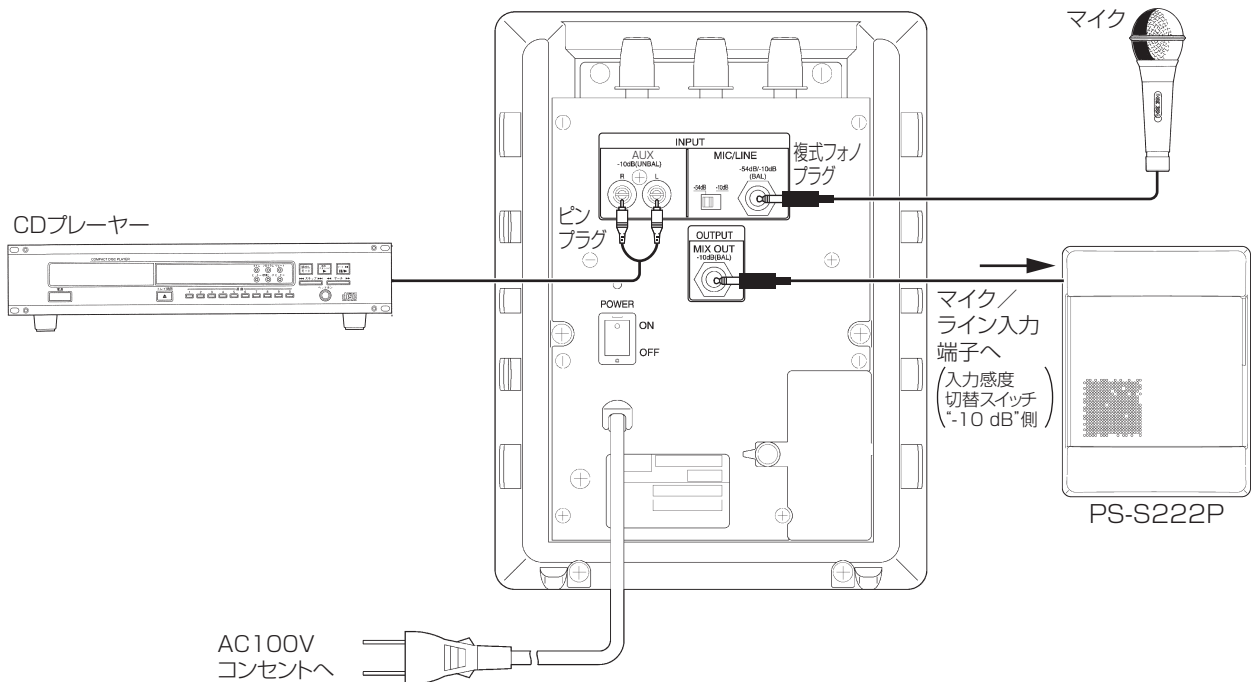 マイク
INPUT
AUX
-10dB(UNBAL)
R L
MIC/LINE
-54dB/-10dB
(BAL)
-54dB -10dB
複式フォノ
プラグ
ピン
プラグ
CDプレーヤー
COMPACT DISC PLAYER
OUTPUT
MIX OUT
-10dB(BAL)
POWER
ON
OFF
マイク／
ライン入力
端子へ
(入力感度
切替スイッチ
“-10 dB”側)
PS-S222P
AC100V
コンセントへ